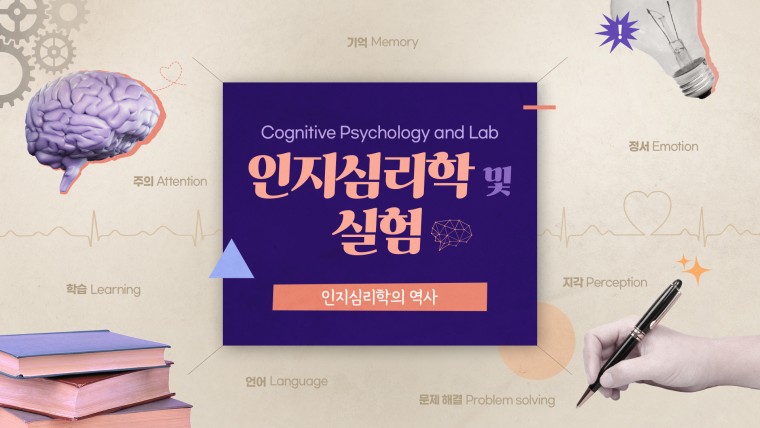 기억 Memory
!
Cognitive Psychology and Lab
정서 Emotion
인지심리학 및
주의 Attention
실험
학습 Learning
지각 Perception
인지심리학의 역사
언어 Language
문제 해결 Problem solving